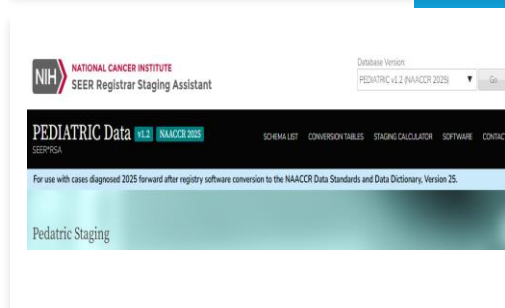 NIH
NATIONAL CANCER INSTITUTE
SEER Registrar Staging Assistant
Database Version:
PEDIATRIC v1.2 (NAACCR 2025)
Go
PEDIATRIC Data v1.2 NAACCR 2025
SEER*RSA
SCHEMA LIST CONVERSION TABLES STAGING CALCULATOR SOFTWARE CONTACT
For use with cases diagnosed 2025 forward after registry software conversion to the NAACCR Data Standards and Data Dictionary, Version 25.
Pedatric Staging